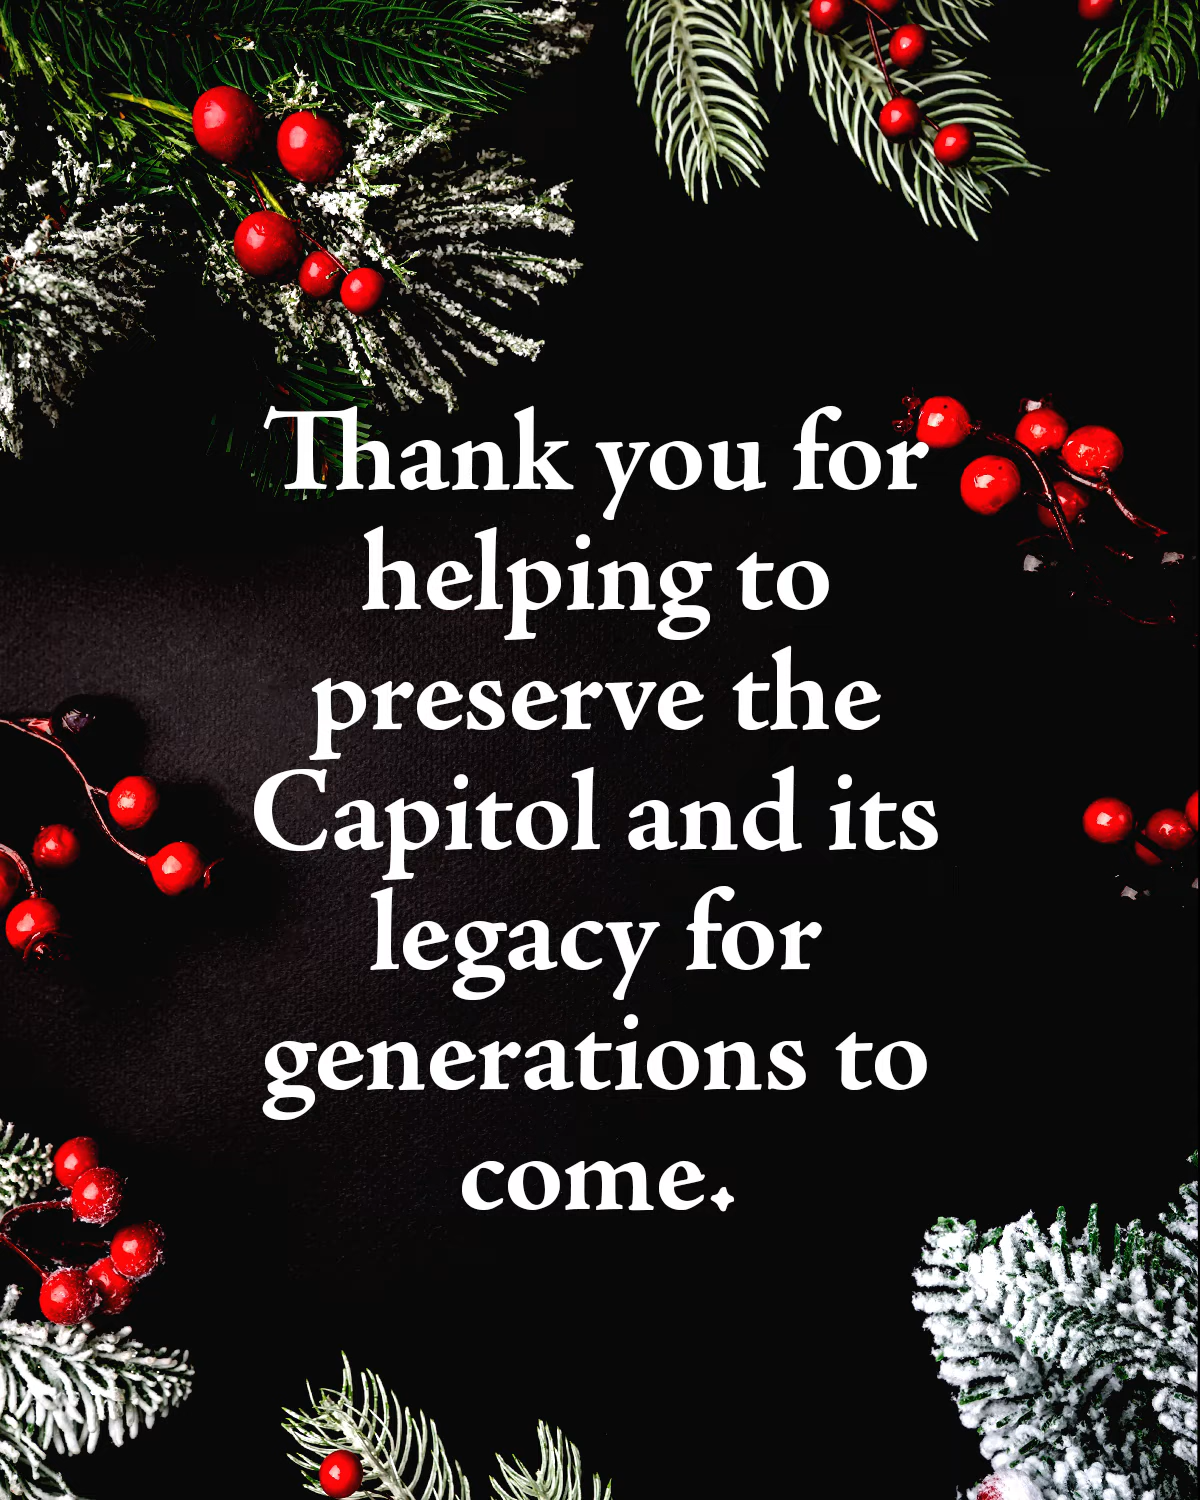 Thank you for
helping to
preserve the
Capitol and its
legacy for
generations to
come.